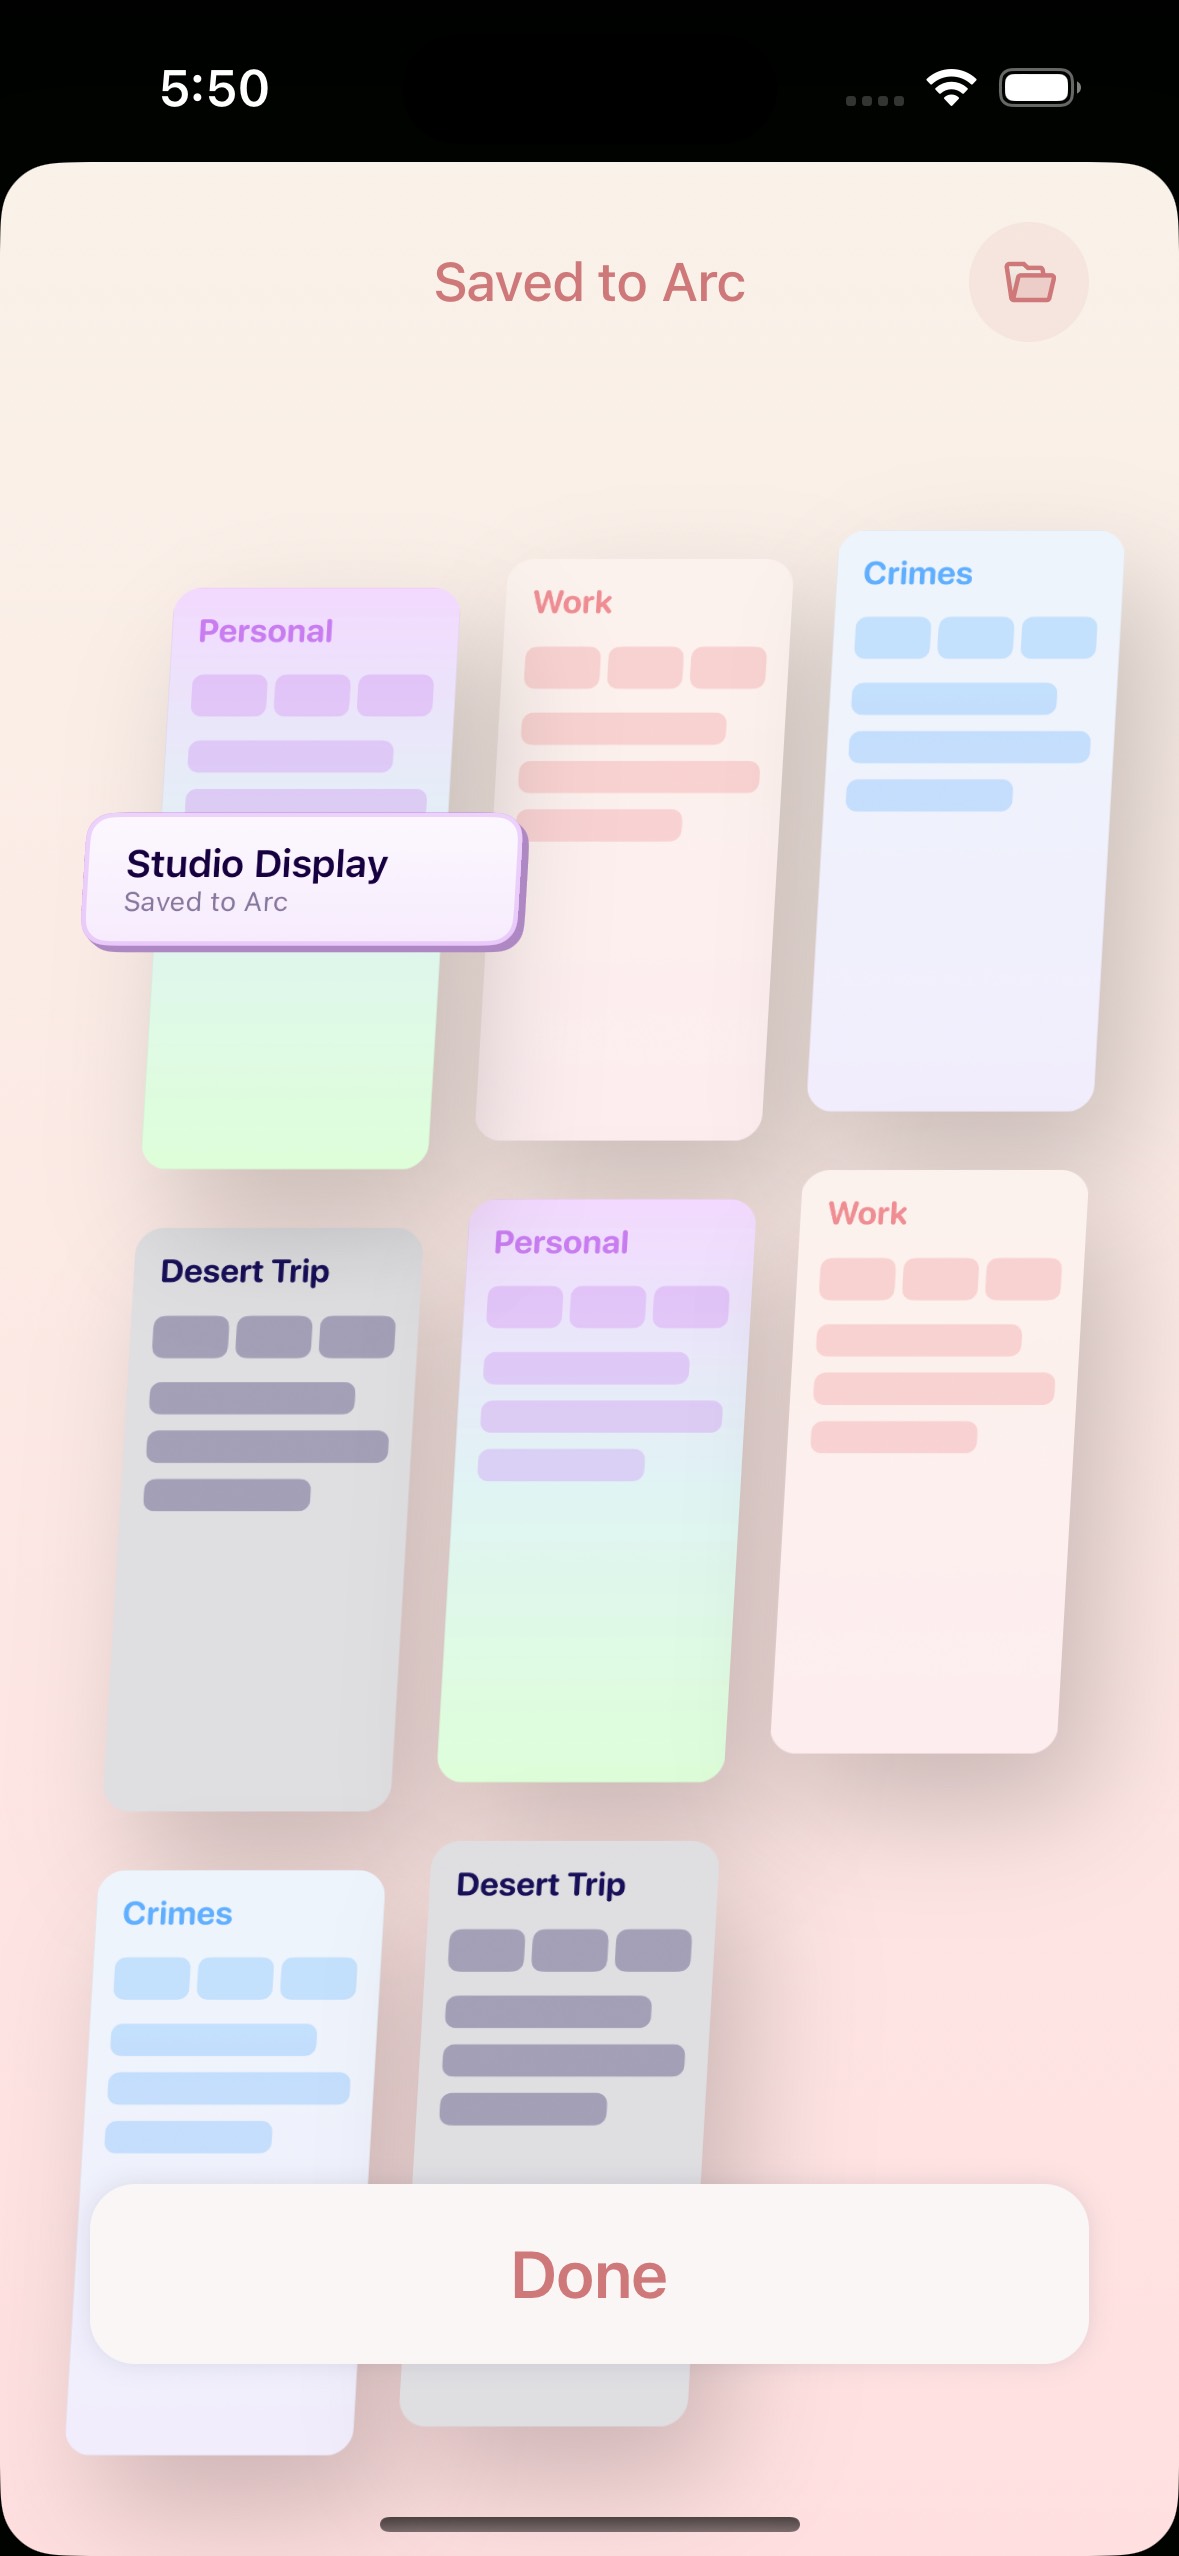 5:50
Saved to Arc
Personal
Work
Crimes
Studio Display
Saved to Arc
Desert Trip
Personal
Work
Crimes
Desert Trip
Done